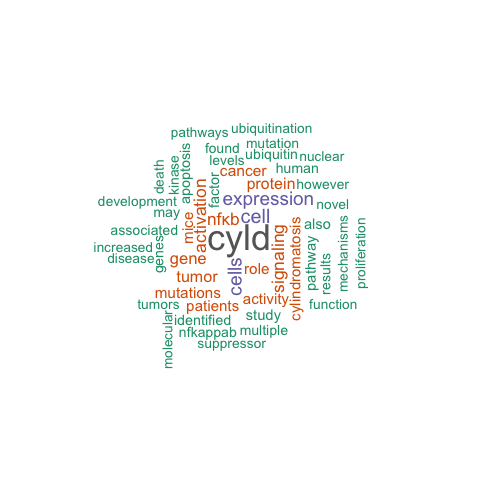 pathways ubiquitination
mutation
found
levels ubiquitin nuclear
death
kinase
apoptosis
factor
cancer human
protein however
development
expression novel
may
mice
activation
nfkb cell also
associated
cyld
signaling
cylindromatosis
pathway
results
mechanisms
proliferation
increased
disease
genes
gene
cells
role
tumor
mutations
activity
tumors patients function
molecular
identified study
nfkappab multiple
suppressor